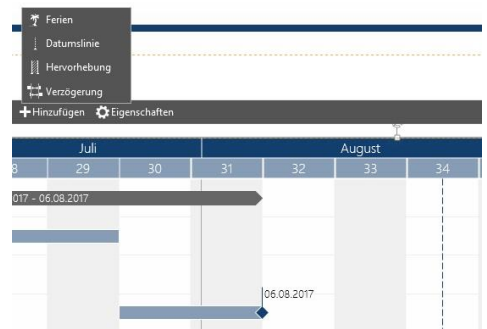 Ferien
Datumslinie
Hervorhebung
Verzögerung
Hinzufügen Eigenschaften
Juli August
8 29 30 31 32 33 34
017 - 06.08.2017
06.08.2017